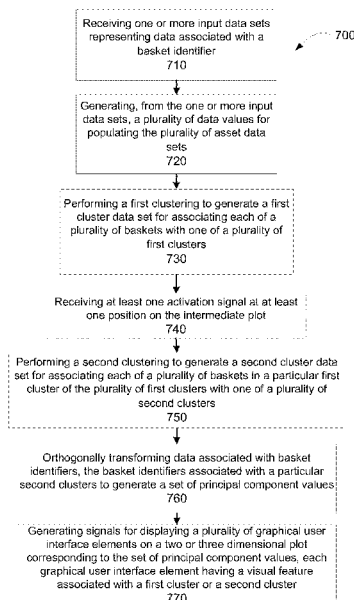 Receiving one or more input data sets
representing data associated with a
basket identifier
710
700
Generating, from the one or more input
data sets, a plurality of data values for
populating the plurality of asset data
sets
720
Performing a first clustering to generate a first
cluster data set for associating each of a
plurality of baskets with one of a plurality of
first clusters
730
Receiving at least one activation signal at at least
one position on the intermediate plot
740
Performing a second clustering to generate a second cluster data
set for associating each of a plurality of baskets in a particular first
cluster of the plurality of first clusters with one of a plurality of
second clusters
750
Orthogonally transforming data associated with basket
identifiers, the basket identifiers associated with a particular
second clusters to generate a set of principal component values
760
Generating signals for displaying a plurality of graphical user
interface elements on a two or three dimensional plot
corresponding to the set of principal component values, each
graphical user interface element having a visual feature
associated with a first cluster or a second cluster
770